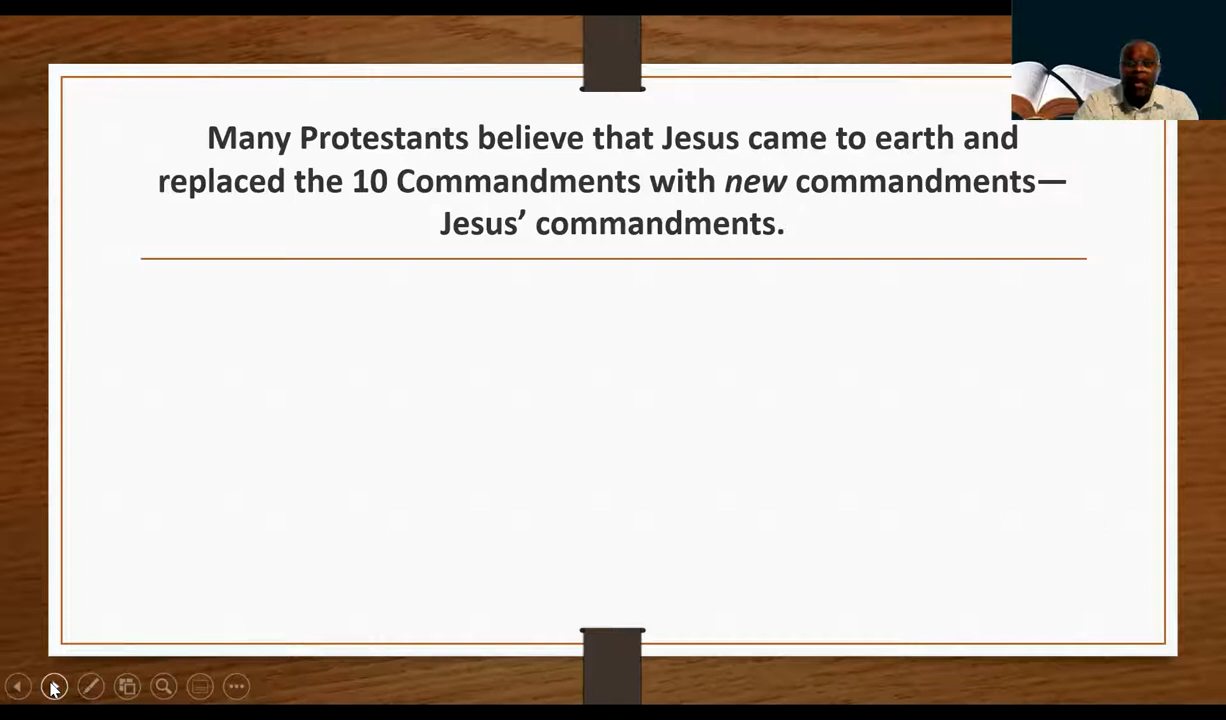 Many Protestants believe that Jesus came to earth and
replaced the 10 Commandments with new commandments—
Jesus’ commandments.